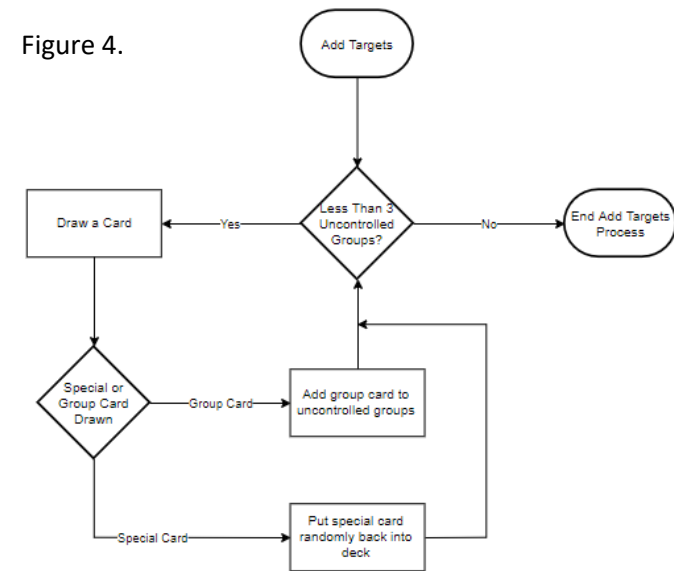 Figure 4.
Add Targets
Less Than 3
Uncontrolled
Groups?
Yes
Draw a Card
No
End Add Targets
Process
Special or
Group Card
Drawn
Group Card
Add group card to
uncontrolled groups
Special Card
Put special card
randomly back into
deck